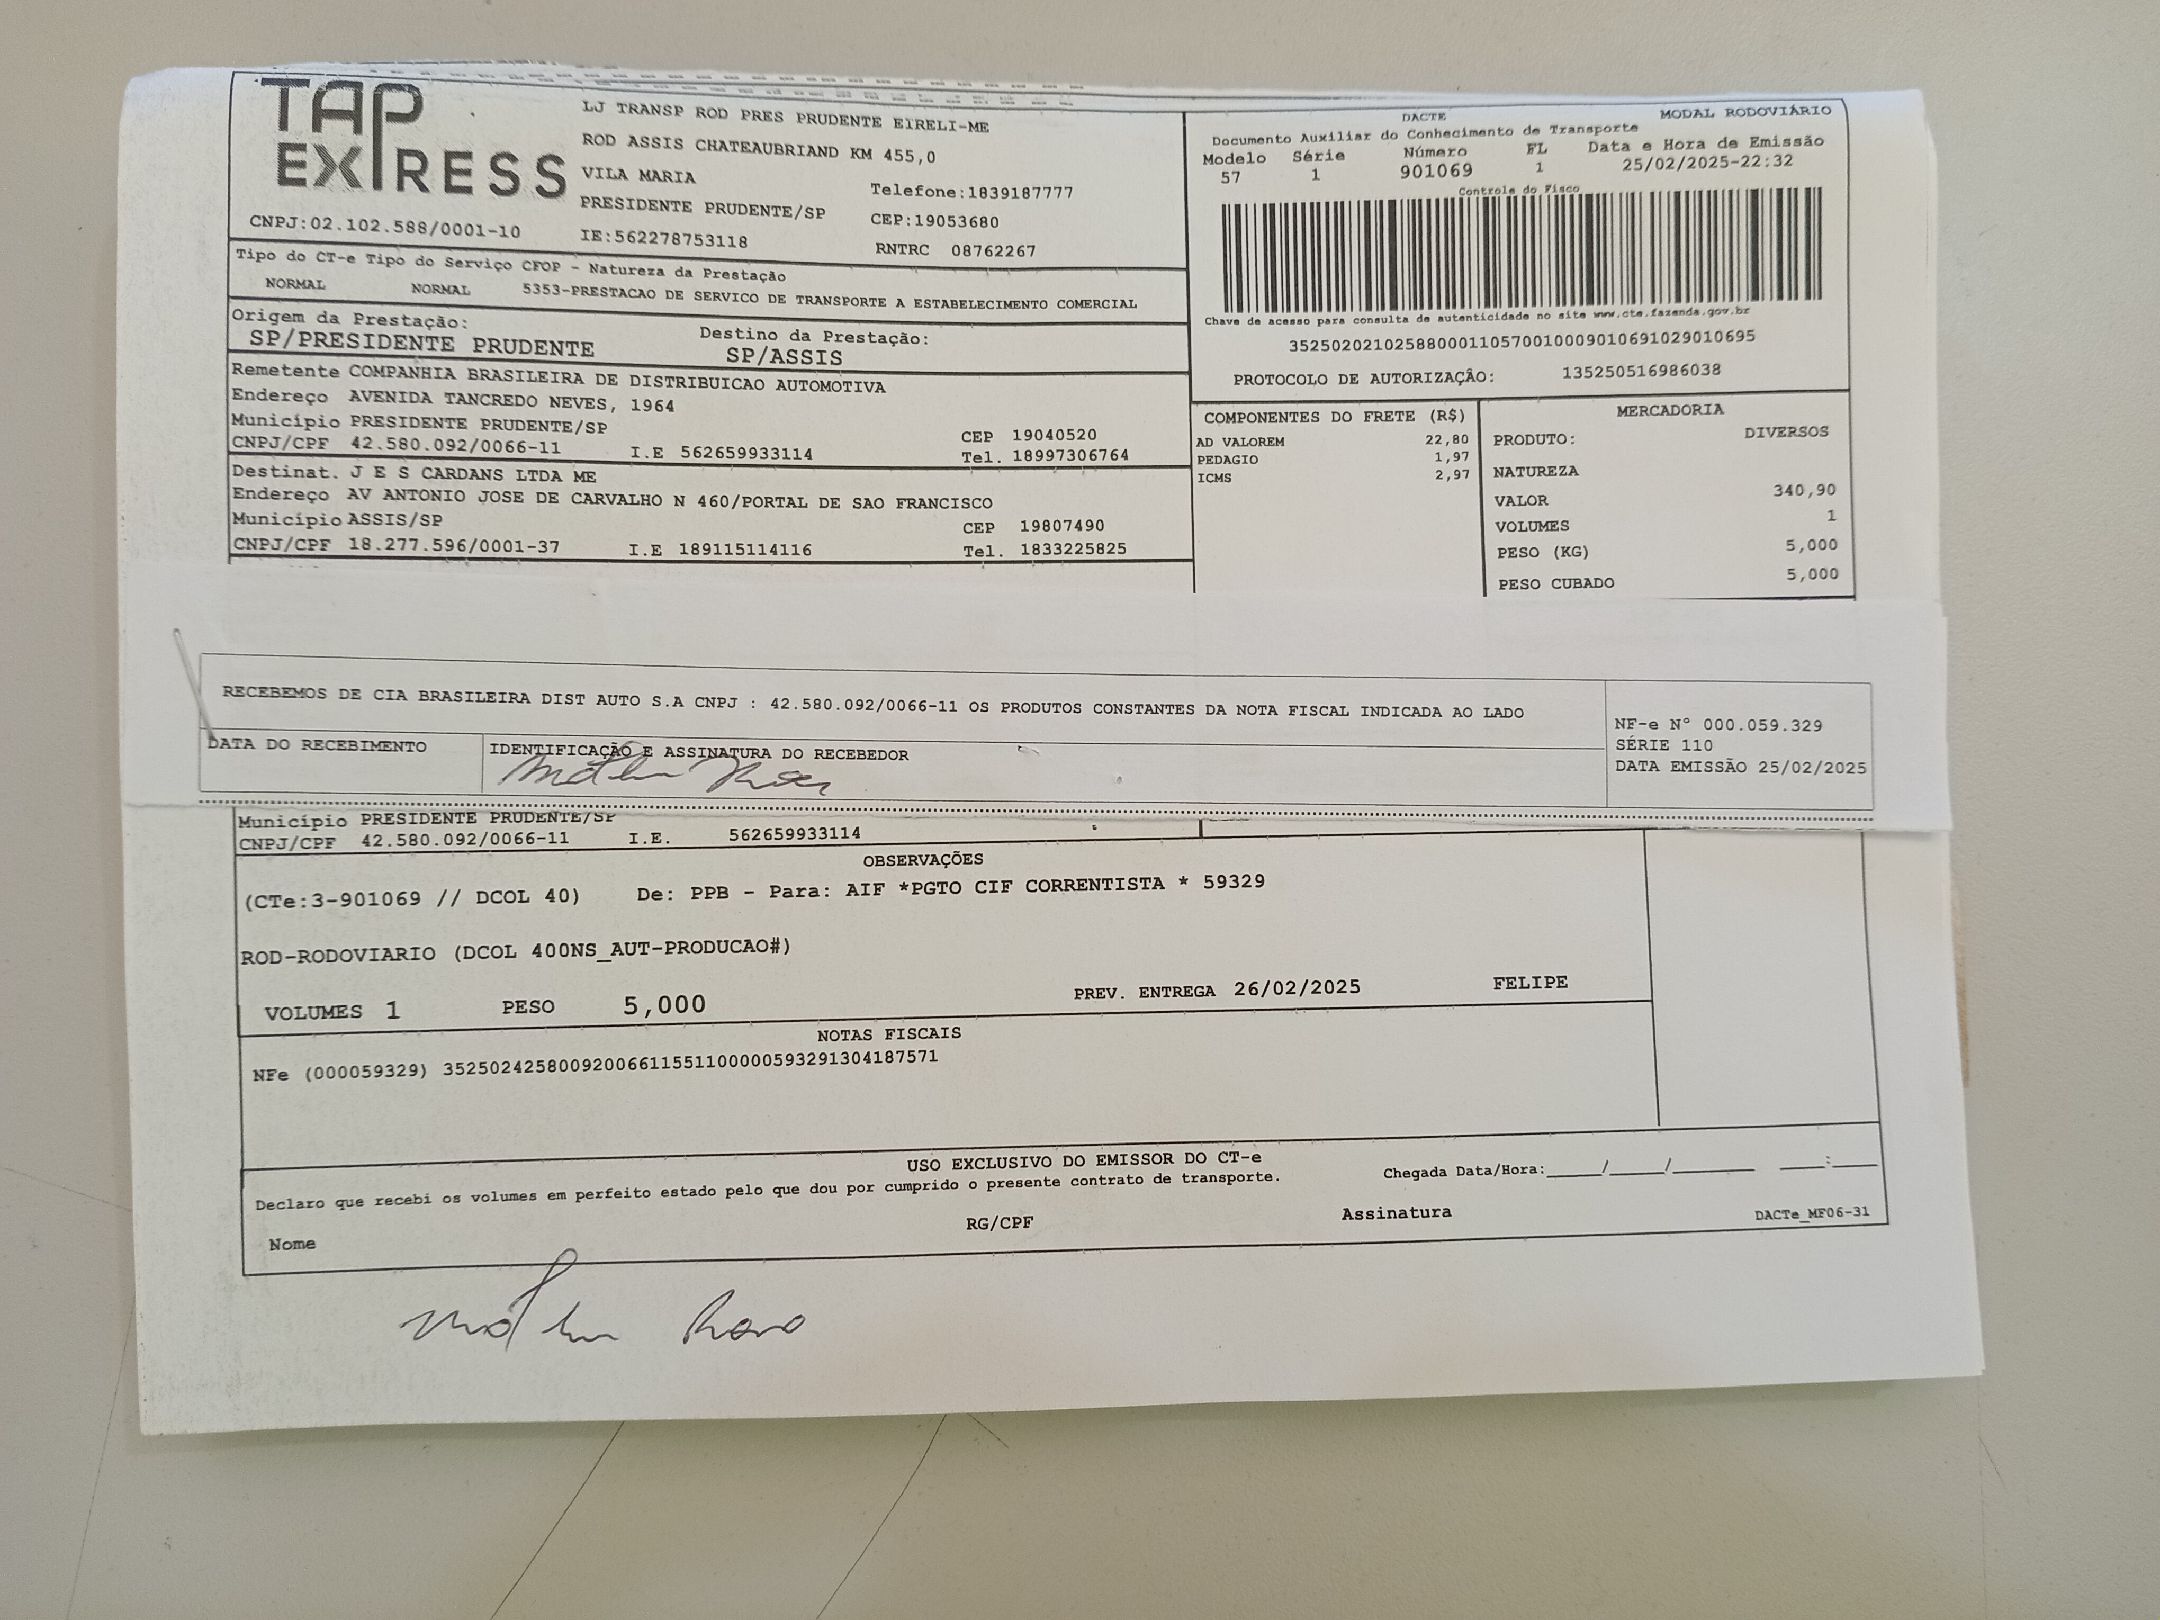 TAP EXPRESS
LJ TRANSP ROD PRES PRUDENTE EIRELI-ME
ROD ASSIS CHATEAUBRIAND KM 455,0
VILA MARIA
Telefone:1839187777
PRESIDENTE PRUDENTE/SP
CEP:19053680
CNPJ:02.102.588/0001-10
IE:562278753118
RNTRC 08762267
DACTE
MODAL RODOVIÁRIO
Documento Auxiliar do Conhecimento de Transporte
Modelo Série Número FL Data e Hora de Emissão
57 1 901069 1 25/02/2025-22:32
Controle do Fisco
Chave de acesso para consulta de autenticidade no site www.cte.fazenda.gov.br
35250202102588000110570010009010691029010695
PROTOCOLO DE AUTORIZAÇÃO: 135250516986038
Tipo do CT-e Tipo do Serviço CFOP - Natureza da Prestação
NORMAL NORMAL 5353-PRESTACAO DE SERVICO DE TRANSPORTE A ESTABELECIMENTO COMERCIAL
Origem da Prestação: Destino da Prestação:
SP/PRESIDENTE PRUDENTE SP/ASSIS
Remetente COMPANHIA BRASILEIRA DE DISTRIBUICAO AUTOMOTIVA
Endereço AVENIDA TANCREDO NEVES, 1964
Município PRESIDENTE PRUDENTE/SP CEP 19040520
CNPJ/CPF 42.580.092/0066-11 I.E 562659933114 Tel. 18997306764
Destinat. J E S CARDANS LTDA ME
Endereço AV ANTONIO JOSE DE CARVALHO N 460/PORTAL DE SAO FRANCISCO
Município ASSIS/SP CEP 19807490
CNPJ/CPF 18.277.596/0001-37 I.E 189115114116 Tel. 1833225825
COMPONENTES DO FRETE (R$)
AD VALOREM 22,80
PEDAGIO 1,97
ICMS 2,97
MERCADORIA
PRODUTO: DIVERSOS
NATUREZA
VALOR 340,90
VOLUMES 1
PESO (KG) 5,000
PESO CUBADO 5,000
RECEBEMOS DE CIA BRASILEIRA DIST AUTO S.A CNPJ : 42.580.092/0066-11 OS PRODUTOS CONSTANTES DA NOTA FISCAL INDICADA AO LADO
DATA DO RECEBIMENTO
IDENTIFICAÇÃO E ASSINATURA DO RECEBEDOR
NF-e Nº 000.059.329
SÉRIE 110
DATA EMISSÃO 25/02/2025
Município PRESIDENTE PRUDENTE/SP
CNPJ/CPF 42.580.092/0066-11 I.E. 562659933114
OBSERVAÇÕES
(CTe:3-901069 // DCOL 40) De: PPB - Para: AIF *PGTO CIF CORRENTISTA * 59329
ROD-RODOVIARIO (DCOL 400NS_AUT-PRODUCAO#)
VOLUMES 1 PESO 5,000 PREV. ENTREGA 26/02/2025 FELIPE
NOTAS FISCAIS
NFe (000059329) 35250242580092006611551100000593291304187571
USO EXCLUSIVO DO EMISSOR DO CT-e
Declaro que recebi os volumes em perfeito estado pelo que dou por cumprido o presente contrato de transporte.
Chegada Data/Hora:____/____/______ ___:___
Nome RG/CPF Assinatura DACTe_MF06-31